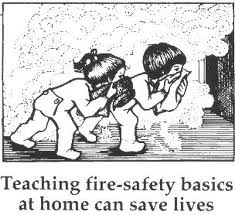 Teaching fire-safety basics
at home can save lives